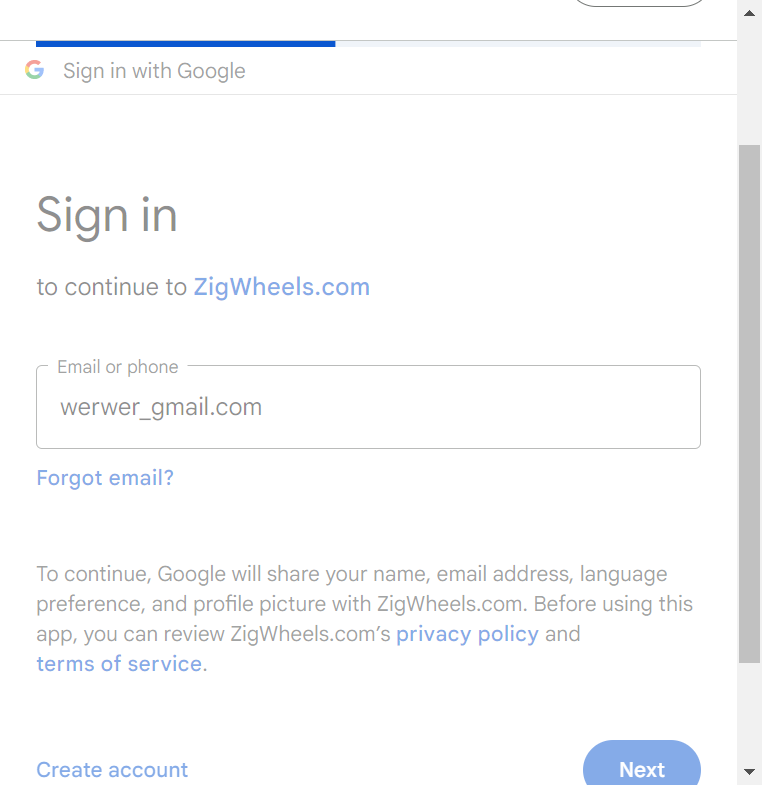 Sign in with Google
Sign in
to continue to ZigWheels.com
Email or phone
werwer_gmail.com
Forgot email?
To continue, Google will share your name, email address, language
preference, and profile picture with ZigWheels.com. Before using this
app, you can review ZigWheels.com’s privacy policy and
terms of service.
Create account
Next